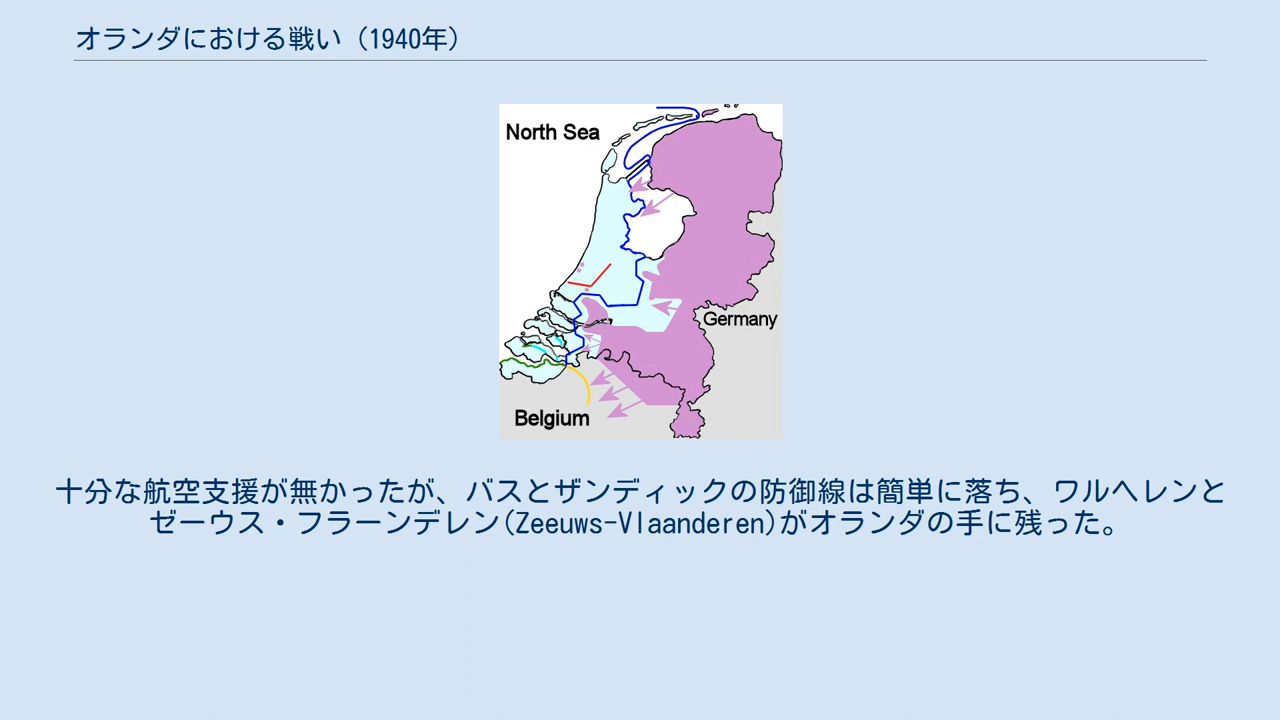 オランダにおける戦い（1940年）
North Sea
Germany
Belgium
十分な航空支援が無かったが、バスとザンディックの防御線は簡単に落ち、ワルヘレンと
ゼーウス・フラーンデレン(Zeeuws-Vlaanderen)がオランダの手に残った。